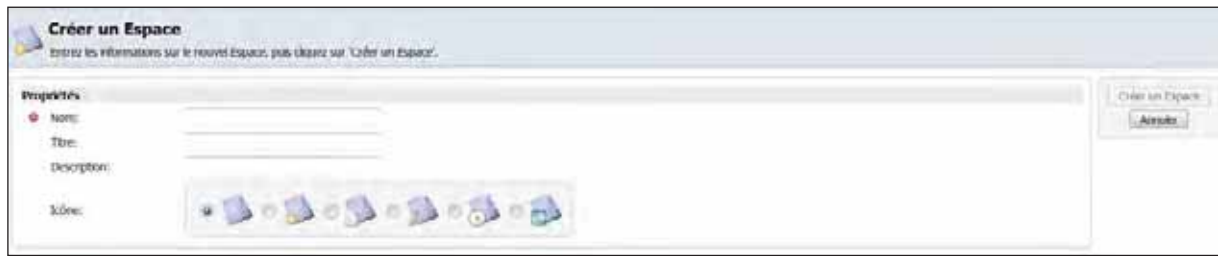 Créer un Espace
Entrez les informations sur le nouvel Espace, puis cliquez sur 'Créer un Espace'.
Propriétés
Nom:
Titre:
Description:
Icône:
Créer un Espace
Annuler